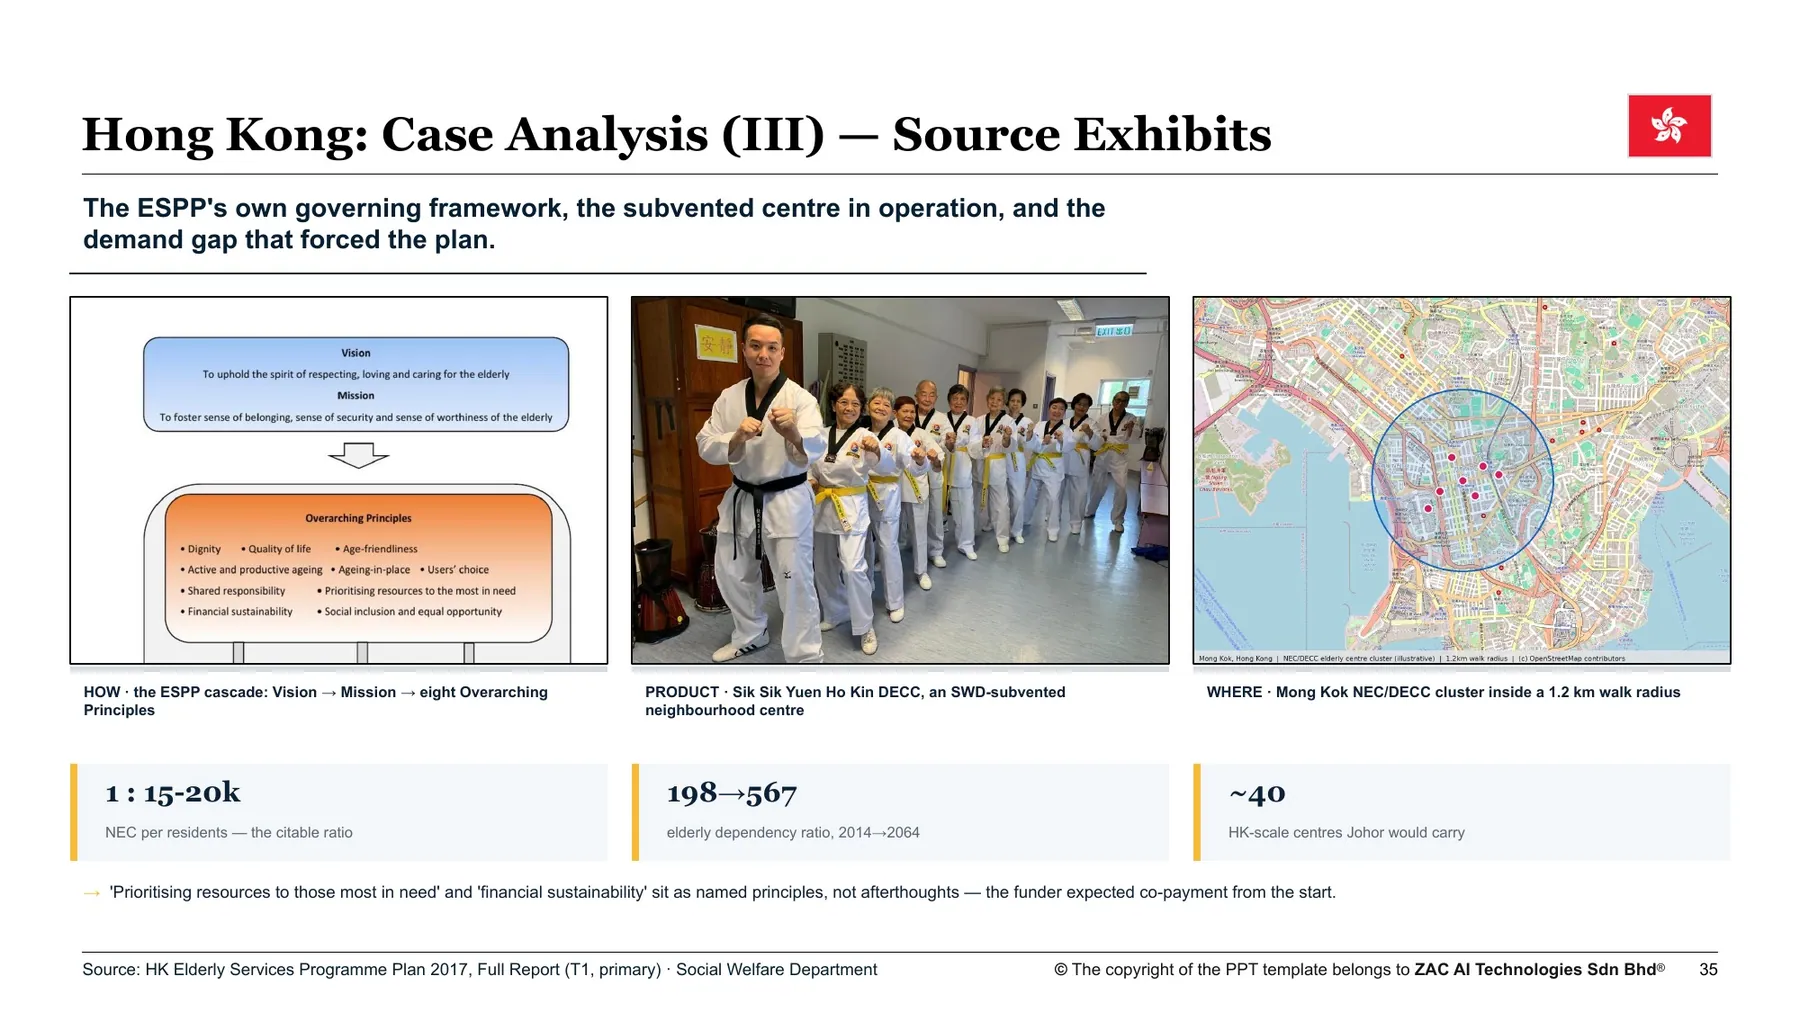 Hong Kong: Case Analysis (III) — Source Exhibits
The ESPP's own governing framework, the subvented centre in operation, and the
demand gap that forced the plan.
Vision
To uphold the spirit of respecting, loving and caring for the elderly
Mission
To foster sense of belonging, sense of security and sense of worthiness of the elderly
Overarching Principles
• Dignity • Quality of life • Age-friendliness
• Active and productive ageing • Ageing-in-place • Users' choice
• Shared responsibility • Prioritising resources to the most in need
• Financial sustainability • Social inclusion and equal opportunity
安靜
EXIT 出口
Mong Kok, Hong Kong | NEC/DECC elderly centre cluster (illustrative) | 1.2km walk radius | (c) OpenStreetMap contributors
HOW · the ESPP cascade: Vision → Mission → eight Overarching
Principles
PRODUCT · Sik Sik Yuen Ho Kin DECC, an SWD-subvented
neighbourhood centre
WHERE · Mong Kok NEC/DECC cluster inside a 1.2 km walk radius
1 : 15-20k
NEC per residents — the citable ratio
198→567
elderly dependency ratio, 2014→2064
~40
HK-scale centres Johor would carry
→ 'Prioritising resources to those most in need' and 'financial sustainability' sit as named principles, not afterthoughts — the funder expected co-payment from the start.
Source: HK Elderly Services Programme Plan 2017, Full Report (T1, primary) · Social Welfare Department
© The copyright of the PPT template belongs to ZAC AI Technologies Sdn Bhd®
35